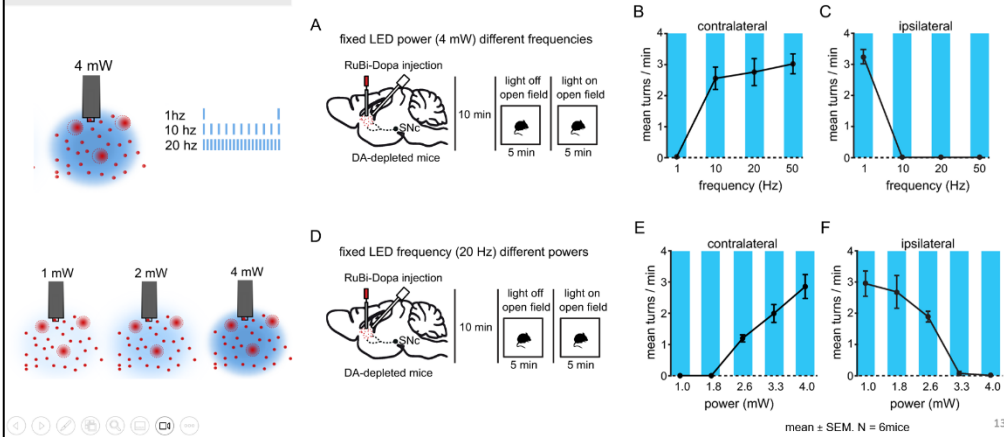 4 mW
1hz
10 hz
20 hz
1 mW
2 mW
4 mW
A
fixed LED power (4 mW) different frequencies
RuBi-Dopa injection
SNc
DA-depleted mice
10 min
light off
open field
5 min
light on
open field
5 min
B
contralateral
mean turns / min
4
3
2
1
0
1 10 20 50
frequency (Hz)
C
ipsilateral
mean turns / min
4
3
2
1
0
1 10 20 50
frequency (Hz)
D
fixed LED frequency (20 Hz) different powers
RuBi-Dopa injection
SNc
DA-depleted mice
10 min
light off
open field
5 min
light on
open field
5 min
E
contralateral
mean turns / min
4
3
2
1
0
1.0 1.8 2.6 3.3 4.0
power (mW)
F
ipsilateral
mean turns / min
4
3
2
1
0
1.0 1.8 2.6 3.3 4.0
power (mW)
mean ± SEM. N = 6mice
13